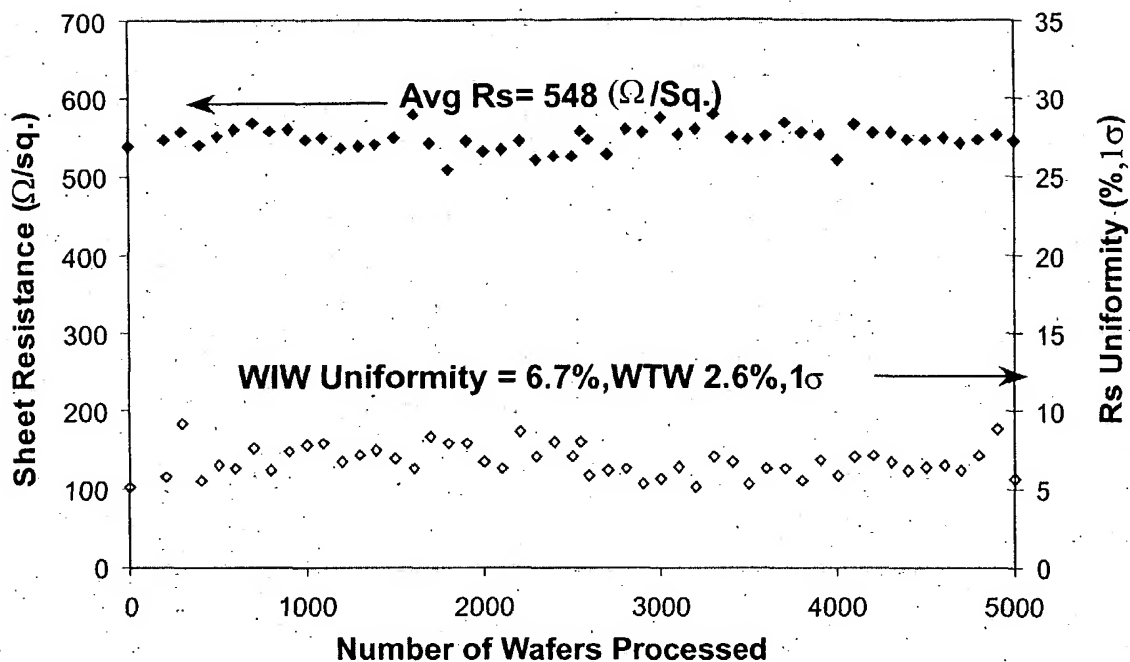 700
600
500
400
300
200
100
0
Sheet Resistance (Ω/sq.)
Avg Rs= 548 (Ω/Sq.)
WIW Uniformity = 6.7%,WTW 2.6%,1σ
35
30
25
20
15
10
5
0
Rs Uniformity (%,1σ)
0 1000 2000 3000 4000 5000
Number of Wafers Processed